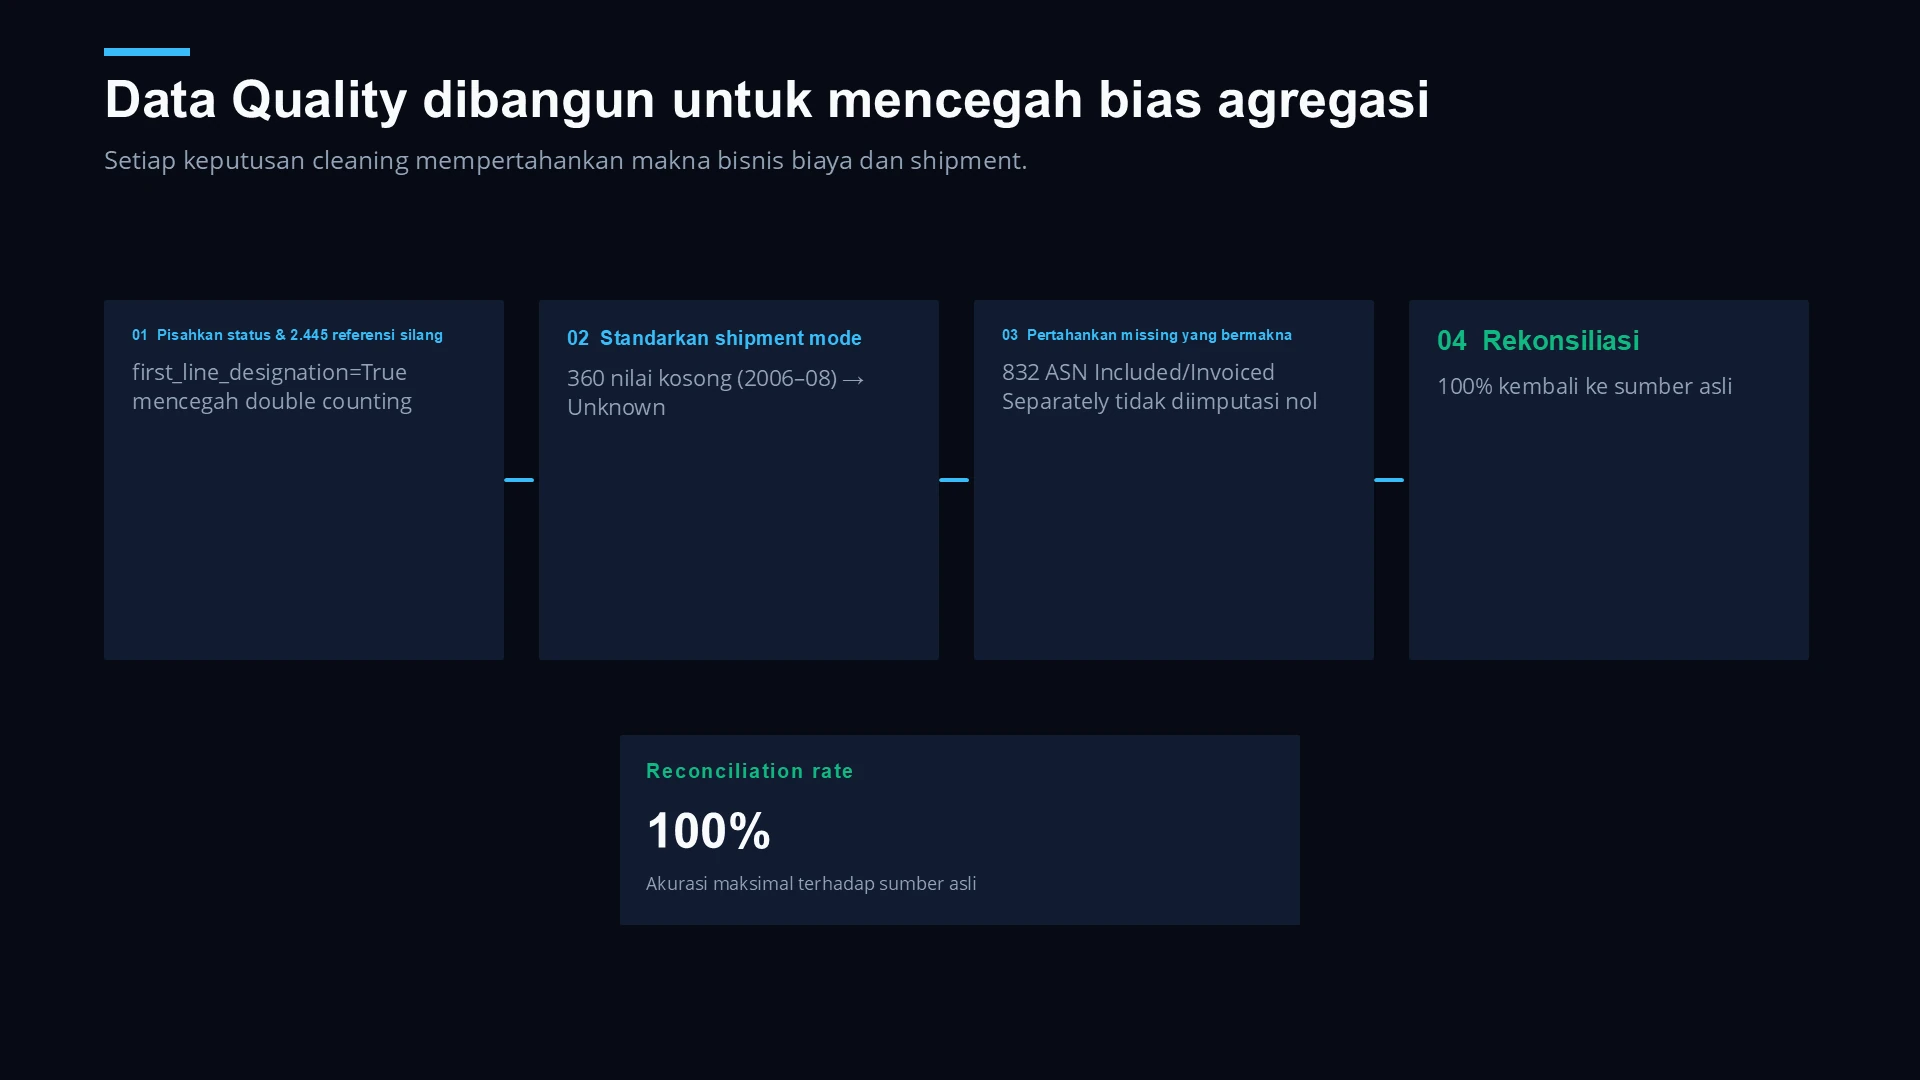 Data Quality dibangun untuk mencegah bias agregasi
Setiap keputusan cleaning mempertahankan makna bisnis biaya dan shipment.
01 Pisahkan status & 2.445 referensi silang
first_line_designation=True
mencegah double counting
02 Standarkan shipment mode
360 nilai kosong (2006–08) →
Unknown
03 Pertahankan missing yang bermakna
832 ASN Included/Invoiced
Separately tidak diimputasi nol
04 Rekonsiliasi
100% kembali ke sumber asli
Reconciliation rate
100%
Akurasi maksimal terhadap sumber asli